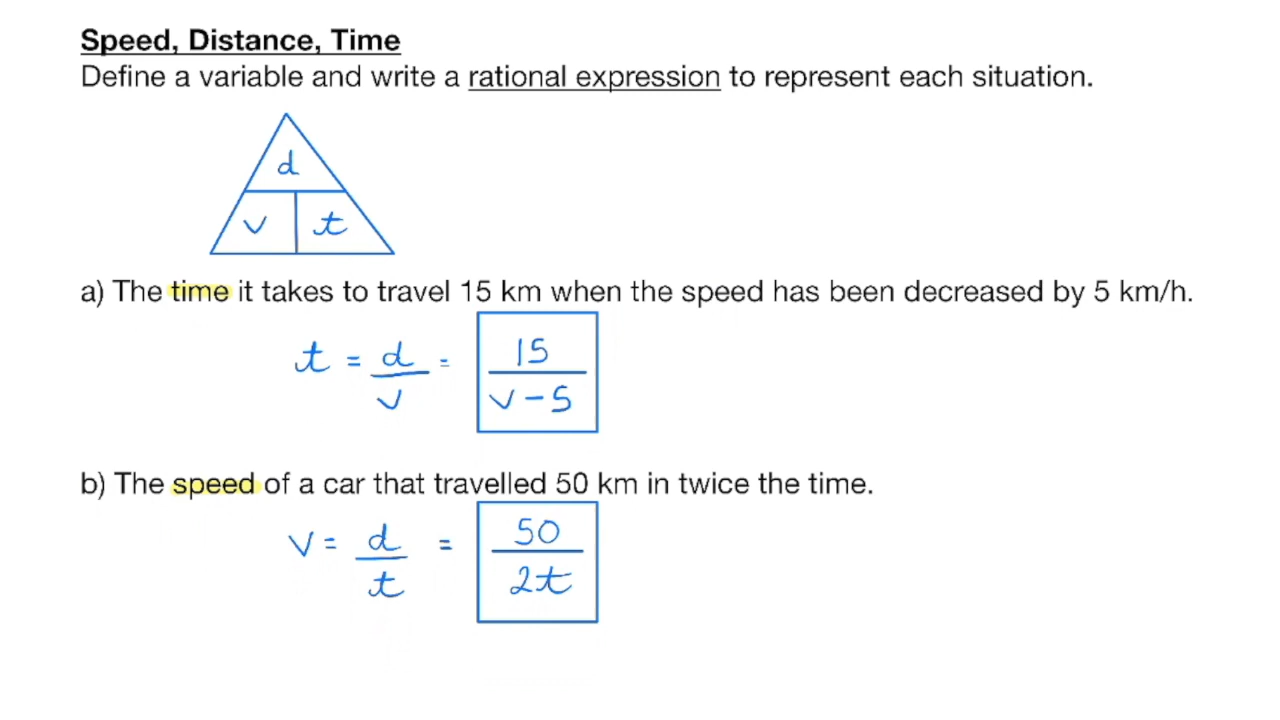 Speed, Distance, Time
Define a variable and write a rational expression to represent each situation.
d
v t
a) The time it takes to travel 15 km when the speed has been decreased by 5 km/h.
t = d/v = 15/(v - 5)
b) The speed of a car that travelled 50 km in twice the time.
v = d/t = 50/2t